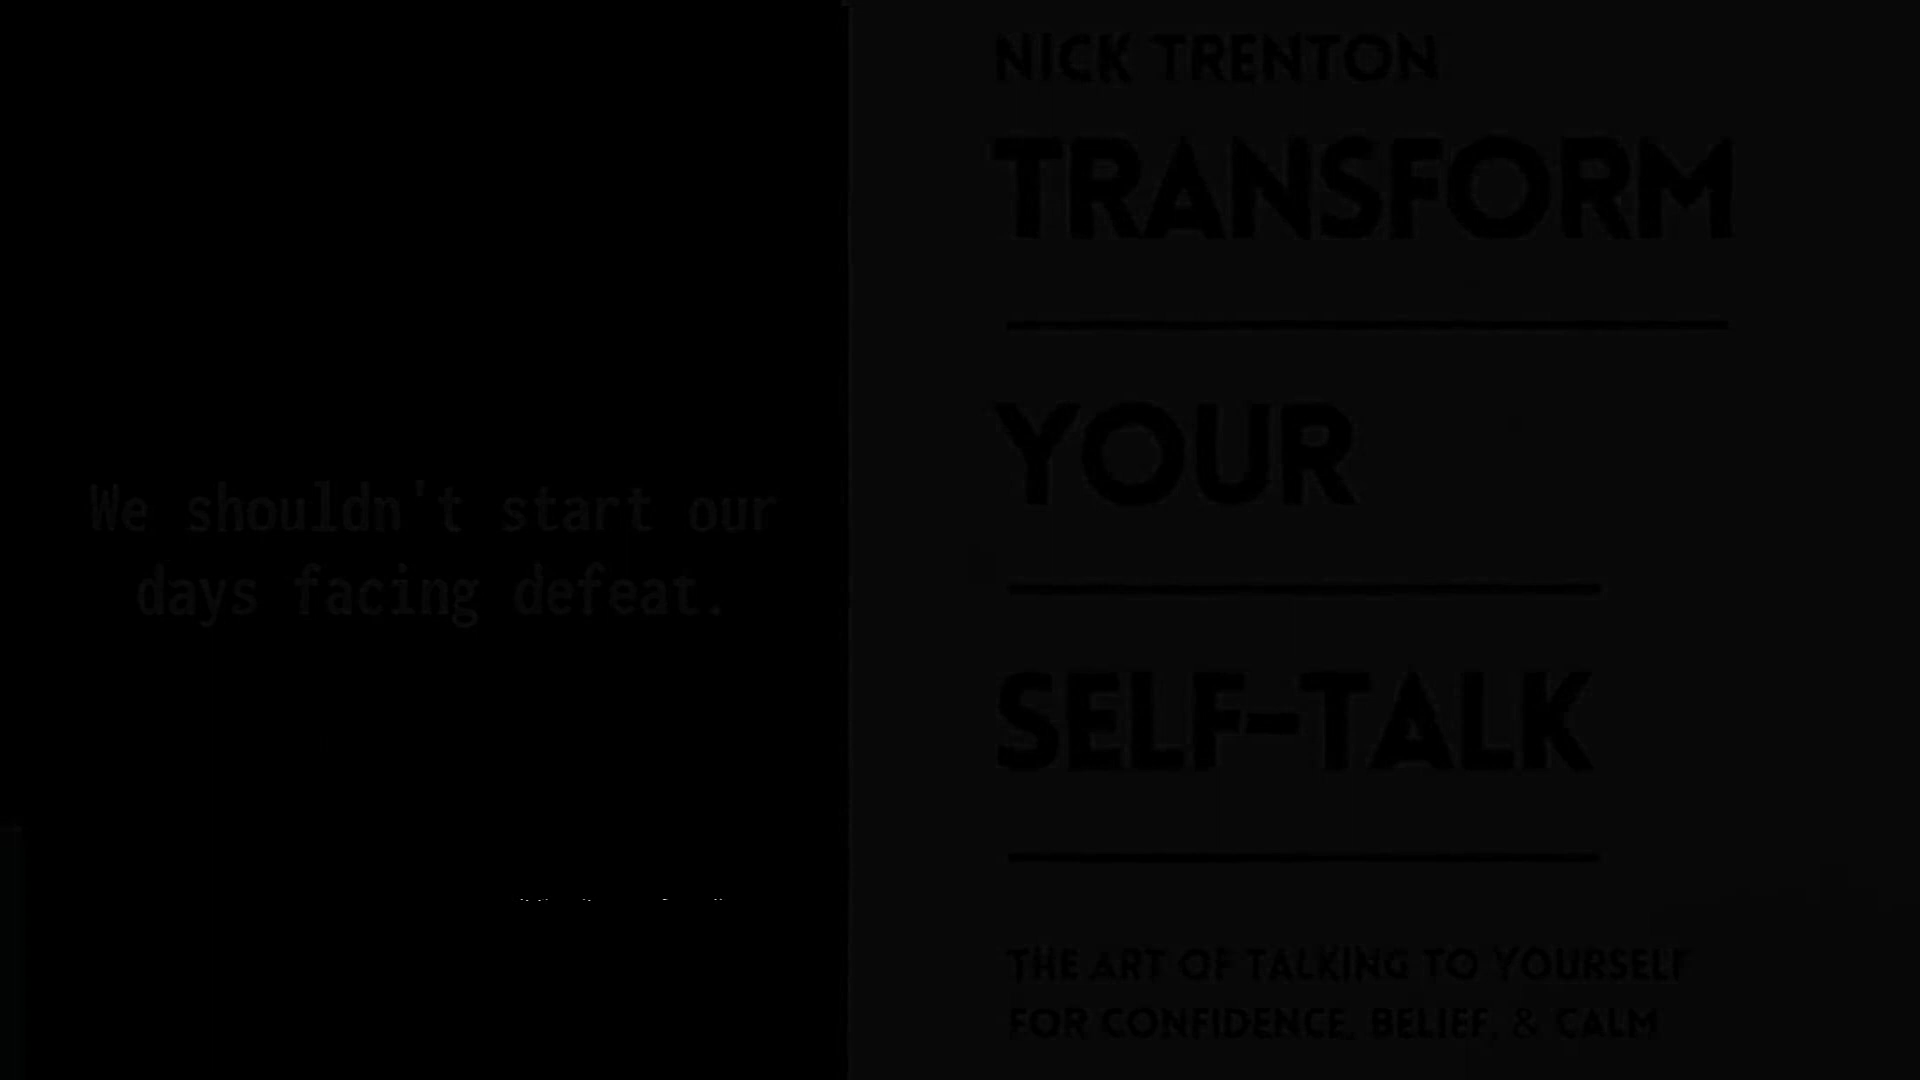 We shouldn't start our
days facing defeat.
NICK TRENTON
TRANSFORM
YOUR
SELF-TALK
THE ART OF TALKING TO YOURSELF
FOR CONFIDENCE, BELIEF, & CALM